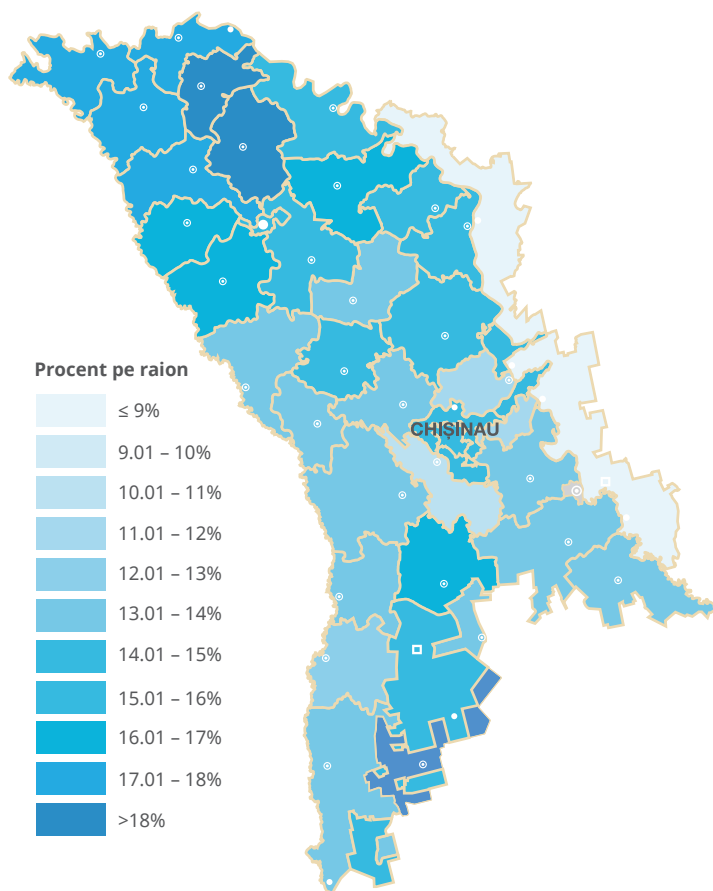 Procent pe raion
≤ 9%
9.01 – 10%
10.01 – 11%
11.01 – 12%
12.01 – 13%
13.01 – 14%
14.01 – 15%
15.01 – 16%
16.01 – 17%
17.01 – 18%
>18%
CHIȘINAU